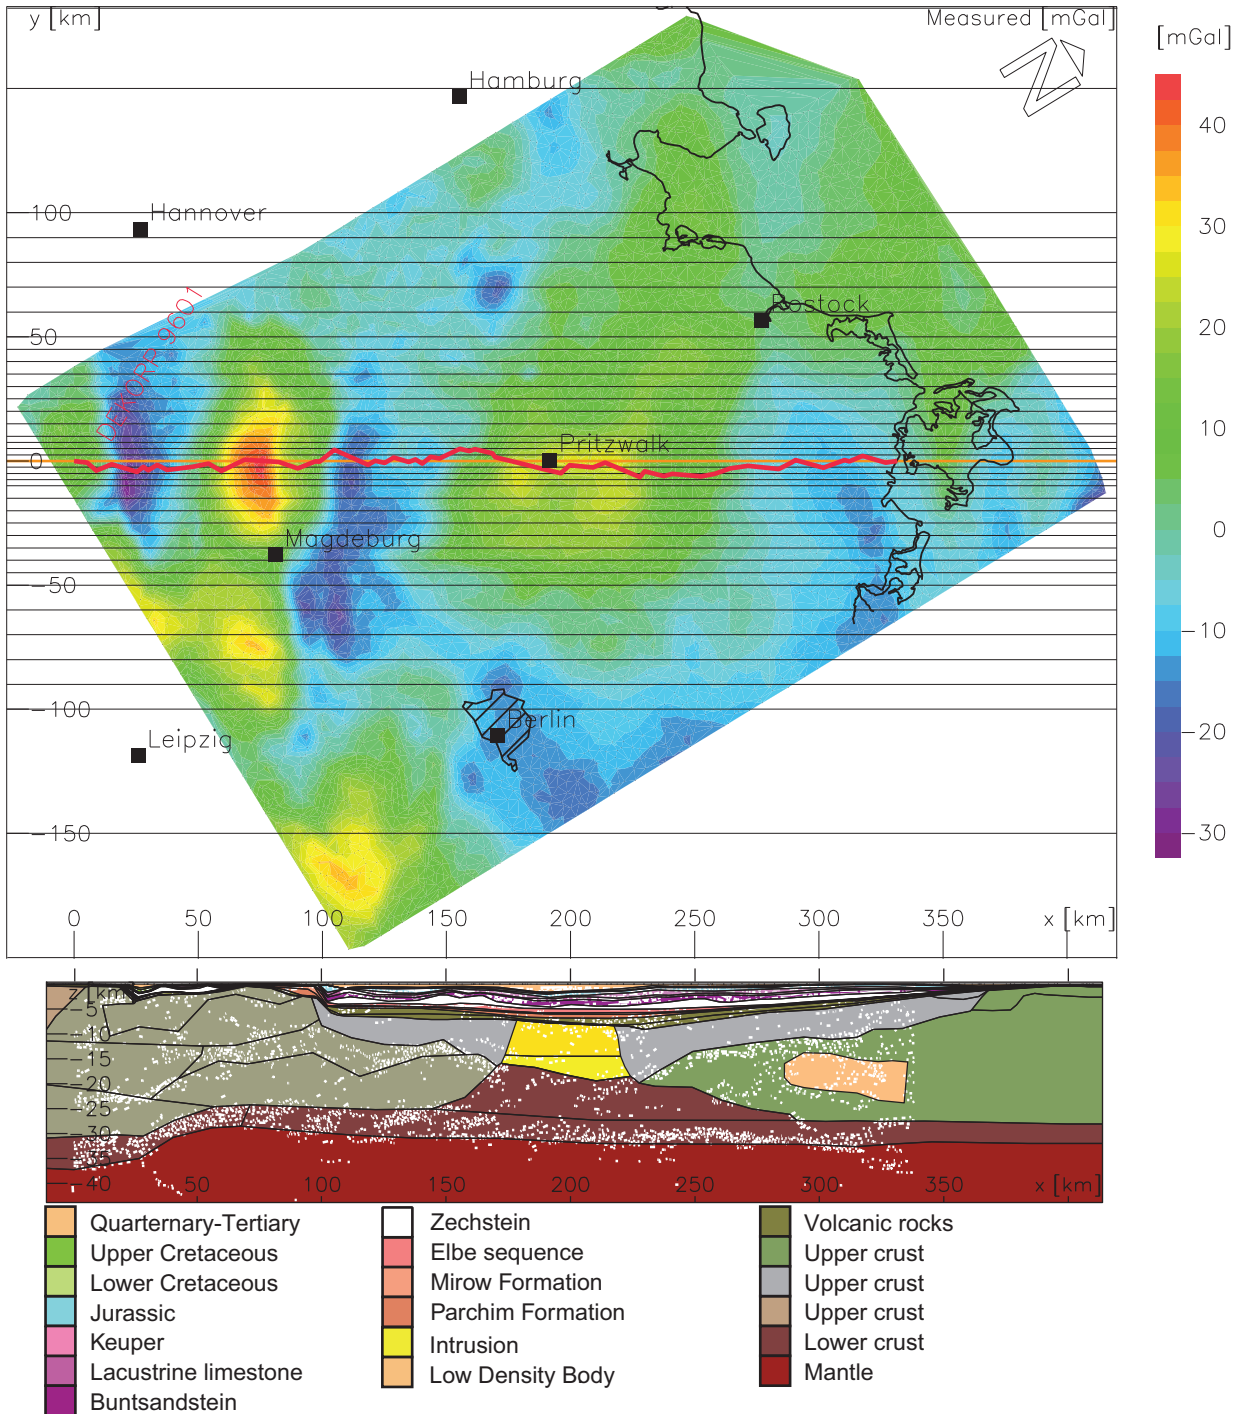 y [km]
Measured [mGal]
[mGal]
N
Hamburg
40
Hannover
100
30
DEKORP 9601
Rostock
50
20
Pritzwalk
10
0
0
Magdeburg
-50
-10
-100
Berlin
Leipzig
-20
-150
-30
0
50
100
150
200
250
300
350
x [km]
z [km]
-5
-10
-15
-20
-25
-30
-35
-40
50
100
150
200
250
300
350
x [km]
Quarternary-Tertiary
Upper Cretaceous
Lower Cretaceous
Jurassic
Keuper
Lacustrine limestone
Buntsandstein
Zechstein
Elbe sequence
Mirow Formation
Parchim Formation
Intrusion
Low Density Body
Volcanic rocks
Upper crust
Upper crust
Upper crust
Lower crust
Mantle